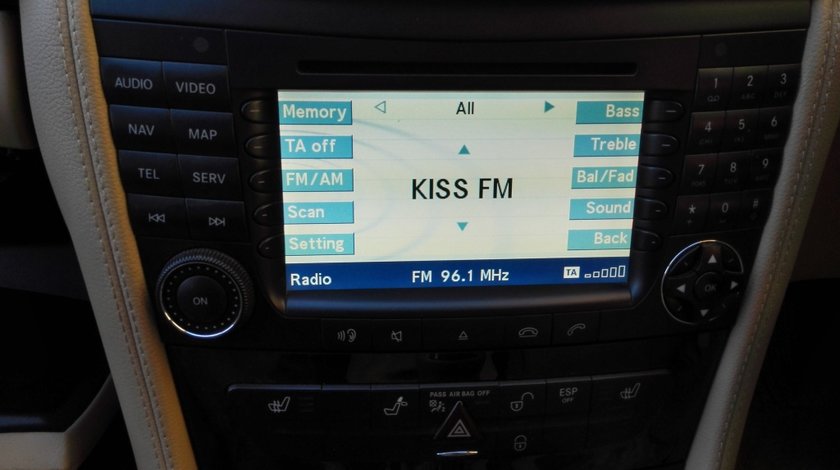 AUDIO VIDEO
NAV MAP
TEL SERV
ON
Memory
TA off
FM/AM
Scan
Setting
All
KISS FM
Bass
Treble
Bal/Fad
Sound
Back
Radio FM 96.1 MHz TA
1 2 3
4 5 6
7 8 9
* 0 #
OK
PASS AIR BAG OFF
ESP
OFF